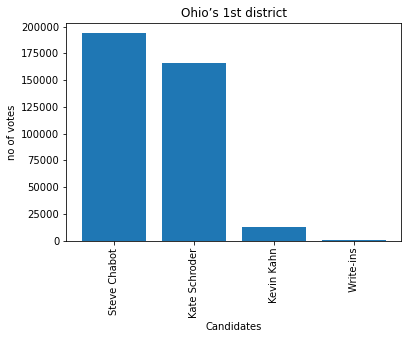 Ohio’s 1st district
200000
175000
150000
125000
100000
75000
50000
25000
0
no of votes
Steve Chabot
Kate Schroder
Kevin Kahn
Write-ins
Candidates